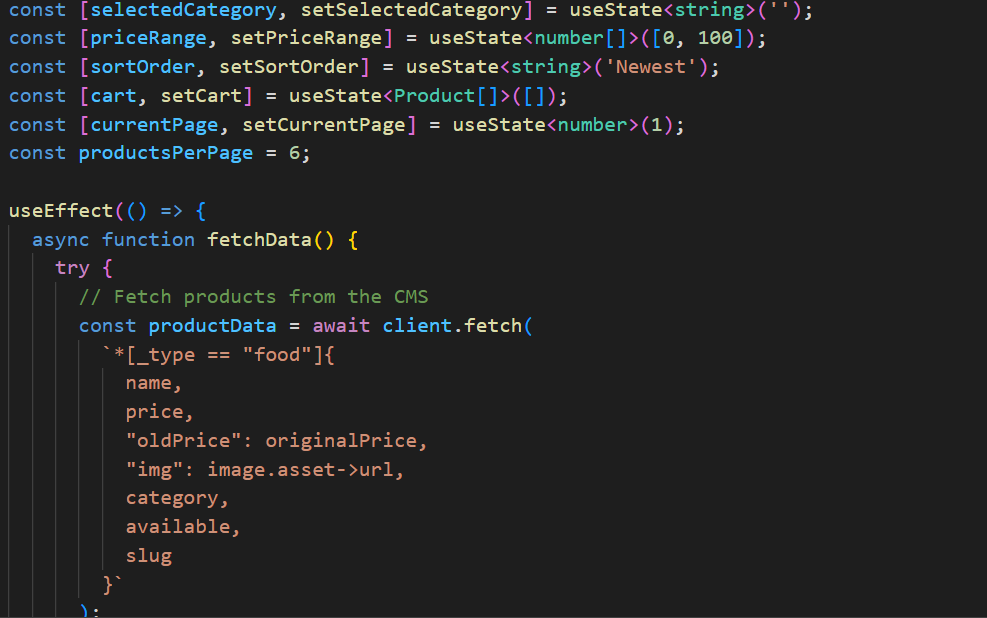 const [selectedCategory, setSelectedCategory] = useState<string>('');
const [priceRange, setPriceRange] = useState<number[]>([0, 100]);
const [sortOrder, setSortOrder] = useState<string>('Newest');
const [cart, setCart] = useState<Product[]>([]);
const [currentPage, setCurrentPage] = useState<number>(1);
const productsPerPage = 6;

useEffect(() => {
  async function fetchData() {
    try {
      // Fetch products from the CMS
      const productData = await client.fetch(
        `*[_type == "food"]{
          name,
          price,
          "oldPrice": originalPrice,
          "img": image.asset->url,
          category,
          available,
          slug
        }`
      );